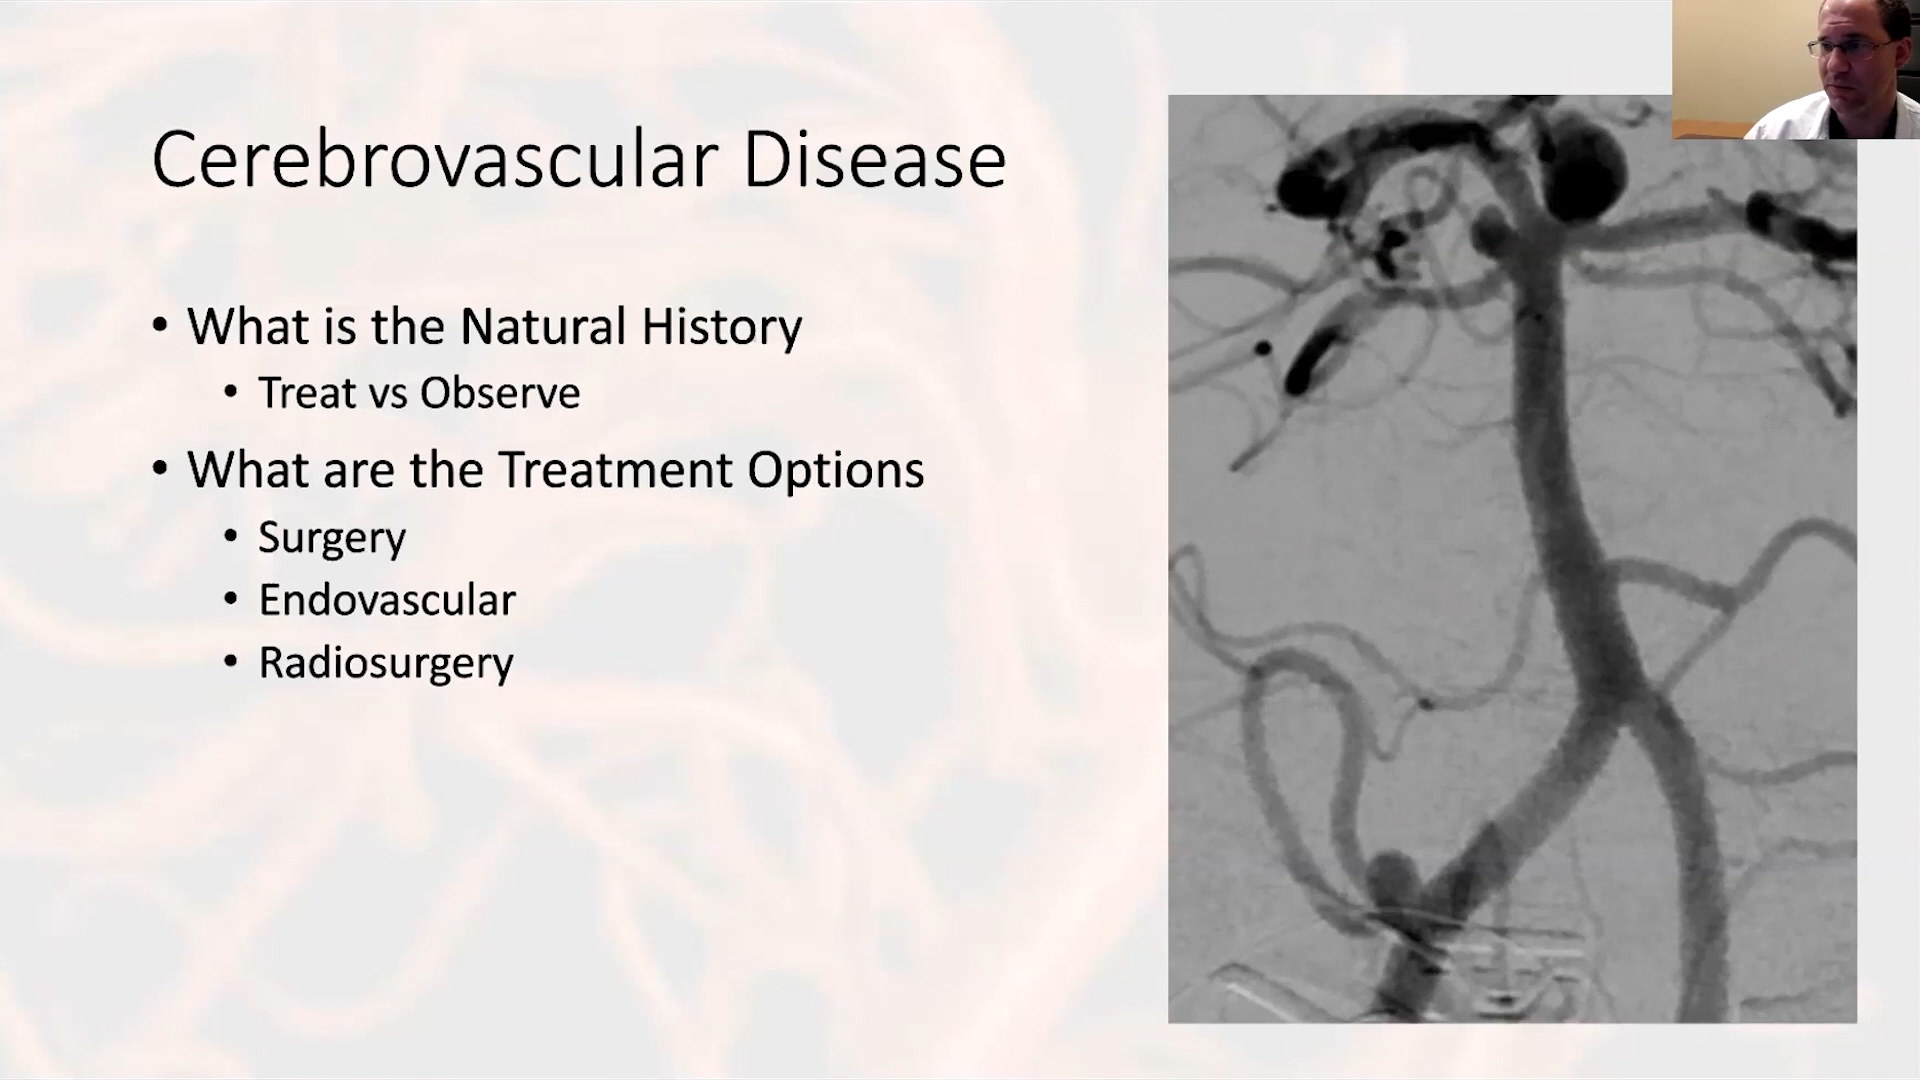 Cerebrovascular Disease
• What is the Natural History
• Treat vs Observe
• What are the Treatment Options
• Surgery
• Endovascular
• Radiosurgery